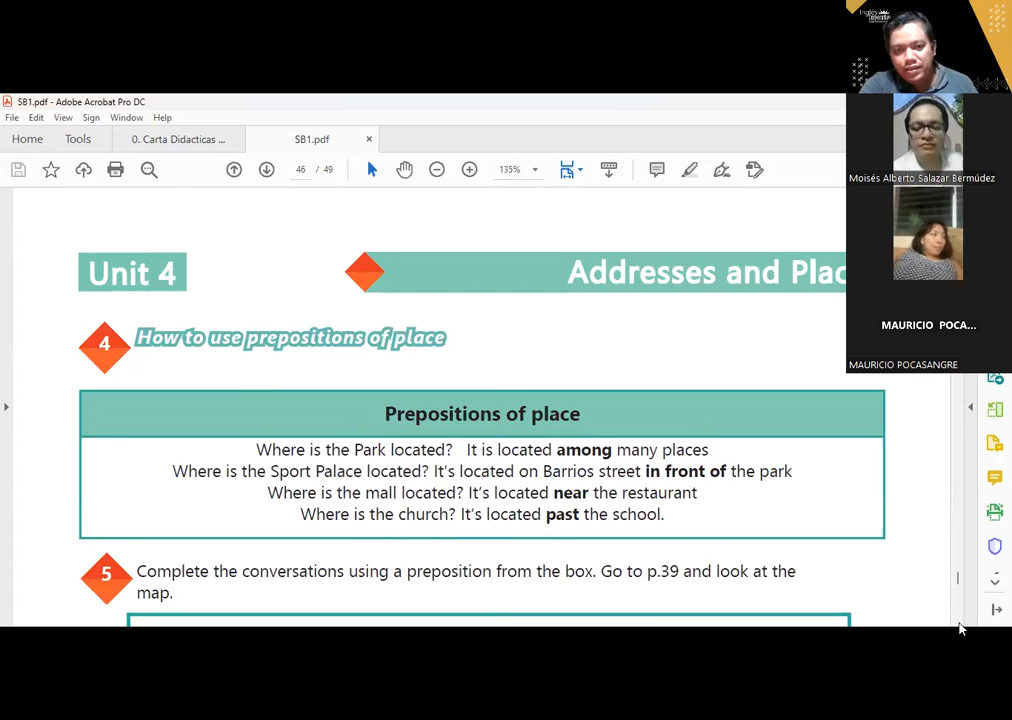 Inglés
Corporativo
SB1.pdf - Adobe Acrobat Pro DC
File Edit View Sign Window Help
Home Tools 0. Carta Didacticas ... SB1.pdf ×
46 / 49 135%
Moisés Alberto Salazar Bermúdez
MAURICIO POCA...
MAURICIO POCASANGRE
Unit 4 Addresses and Plac
4 How to use prepositions of place
Prepositions of place
Where is the Park located? It is located among many places
Where is the Sport Palace located? It's located on Barrios street in front of the park
Where is the mall located? It's located near the restaurant
Where is the church? It's located past the school.
5 Complete the conversations using a preposition from the box. Go to p.39 and look at the
map.